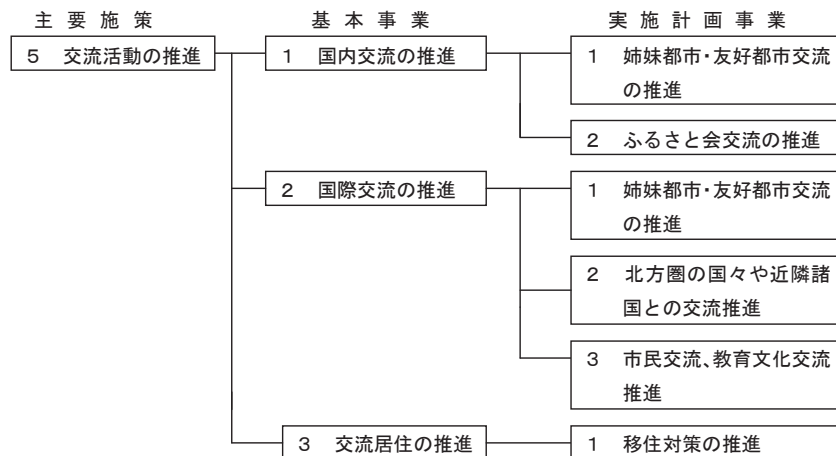 主要施策
基本事業
実施計画事業
5 交流活動の推進
1 国内交流の推進
1 姉妹都市・友好都市交流
の推進
2 ふるさと会交流の推進
2 国際交流の推進
1 姉妹都市・友好都市交流
の推進
2 北方圏の国々や近隣諸
国との交流推進
3 市民交流、教育文化交流
推進
3 交流居住の推進
1 移住対策の推進